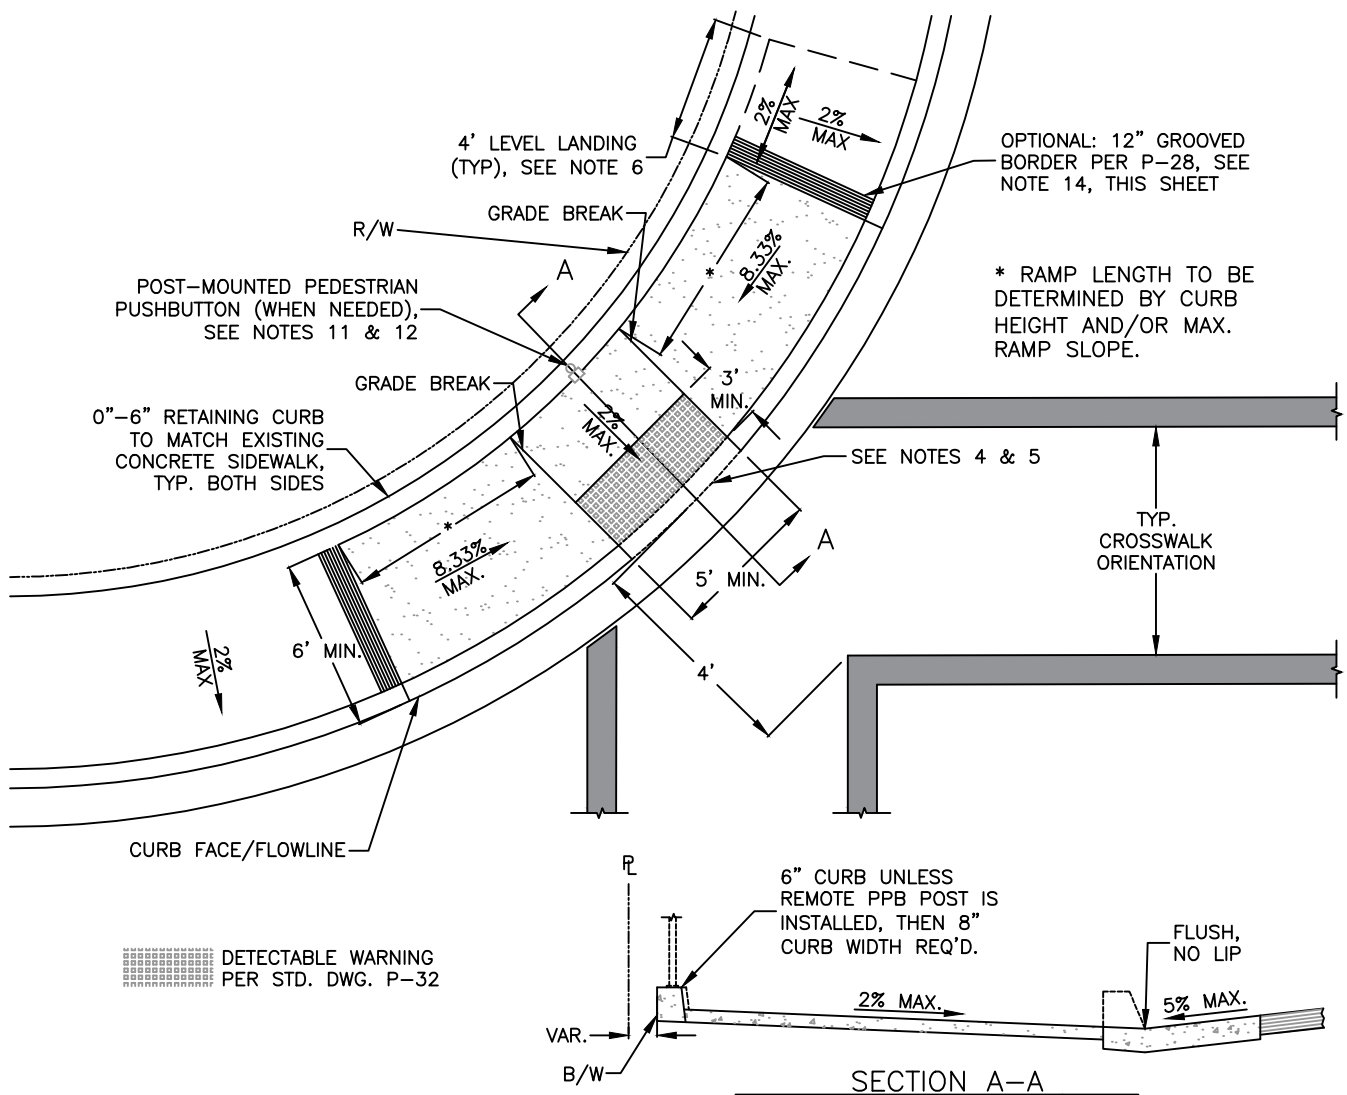 4' LEVEL LANDING
(TYP), SEE NOTE 6
2%
MAX
2%
MAX
OPTIONAL: 12" GROOVED
BORDER PER P-28, SEE
NOTE 14, THIS SHEET
GRADE BREAK
R/W
A
*
8.33%
MAX.
* RAMP LENGTH TO BE
DETERMINED BY CURB
HEIGHT AND/OR MAX.
RAMP SLOPE.
POST-MOUNTED PEDESTRIAN
PUSHBUTTON (WHEN NEEDED),
SEE NOTES 11 & 12
GRADE BREAK
3'
MIN.
0"-6" RETAINING CURB
TO MATCH EXISTING
CONCRETE SIDEWALK,
TYP. BOTH SIDES
2%
MAX.
SEE NOTES 4 & 5
*
8.33%
MAX.
A
TYP.
CROSSWALK
ORIENTATION
5' MIN.
6' MIN.
2%
MAX
4'
CURB FACE/FLOWLINE
PL
6" CURB UNLESS
REMOTE PPB POST IS
INSTALLED, THEN 8"
CURB WIDTH REQ'D.
FLUSH,
NO LIP
DETECTABLE WARNING
PER STD. DWG. P-32
2% MAX.
5% MAX.
VAR.
B/W
SECTION A-A